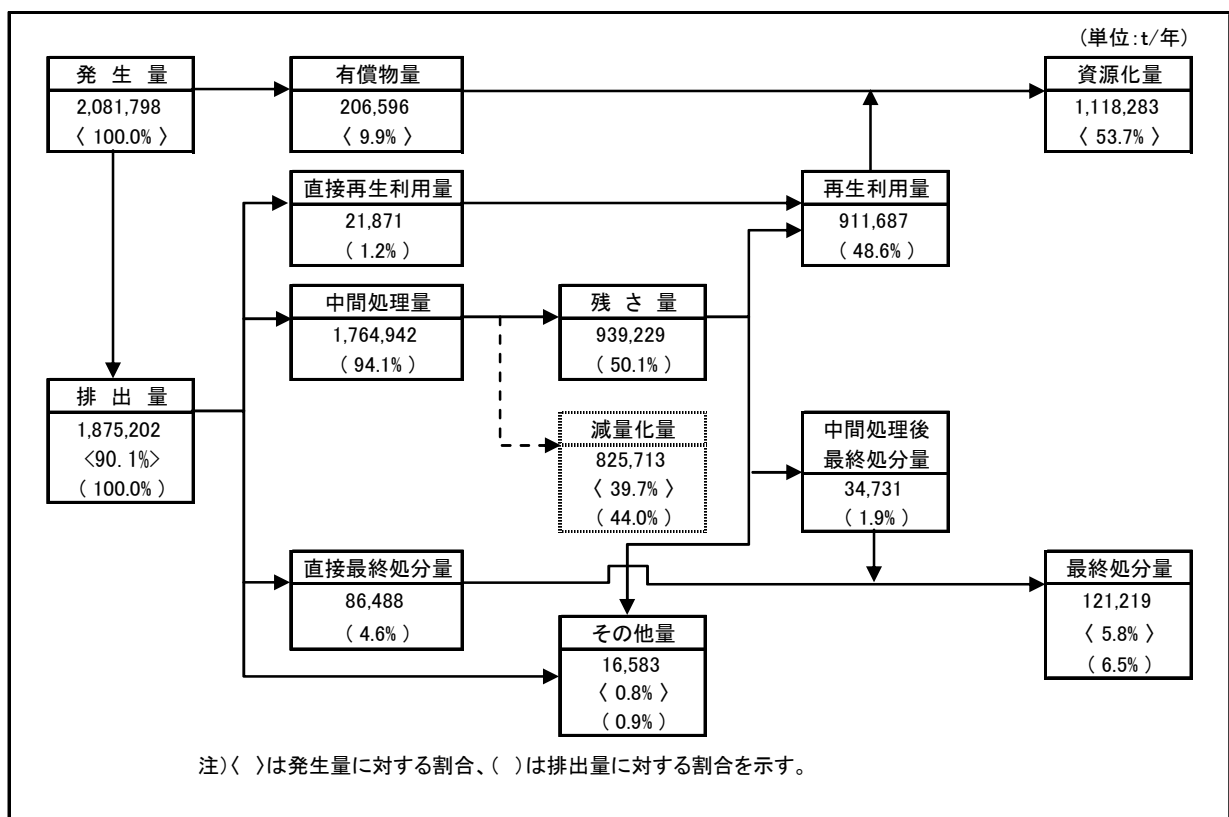 (単位:t/年)
発 生 量
2,081,798
〈 100.0% 〉
有償物量
206,596
〈 9.9% 〉
資源化量
1,118,283
〈 53.7% 〉
直接再生利用量
21,871
( 1.2% )
再生利用量
911,687
( 48.6% )
中間処理量
1,764,942
( 94.1% )
残 さ 量
939,229
( 50.1% )
排 出 量
1,875,202
<90.1%>
( 100.0% )
減量化量
825,713
〈 39.7% 〉
( 44.0% )
中間処理後
最終処分量
34,731
( 1.9% )
直接最終処分量
86,488
( 4.6% )
最終処分量
121,219
〈 5.8% 〉
( 6.5% )
その他量
16,583
〈 0.8% 〉
( 0.9% )
注)〈 〉は発生量に対する割合、( )は排出量に対する割合を示す。